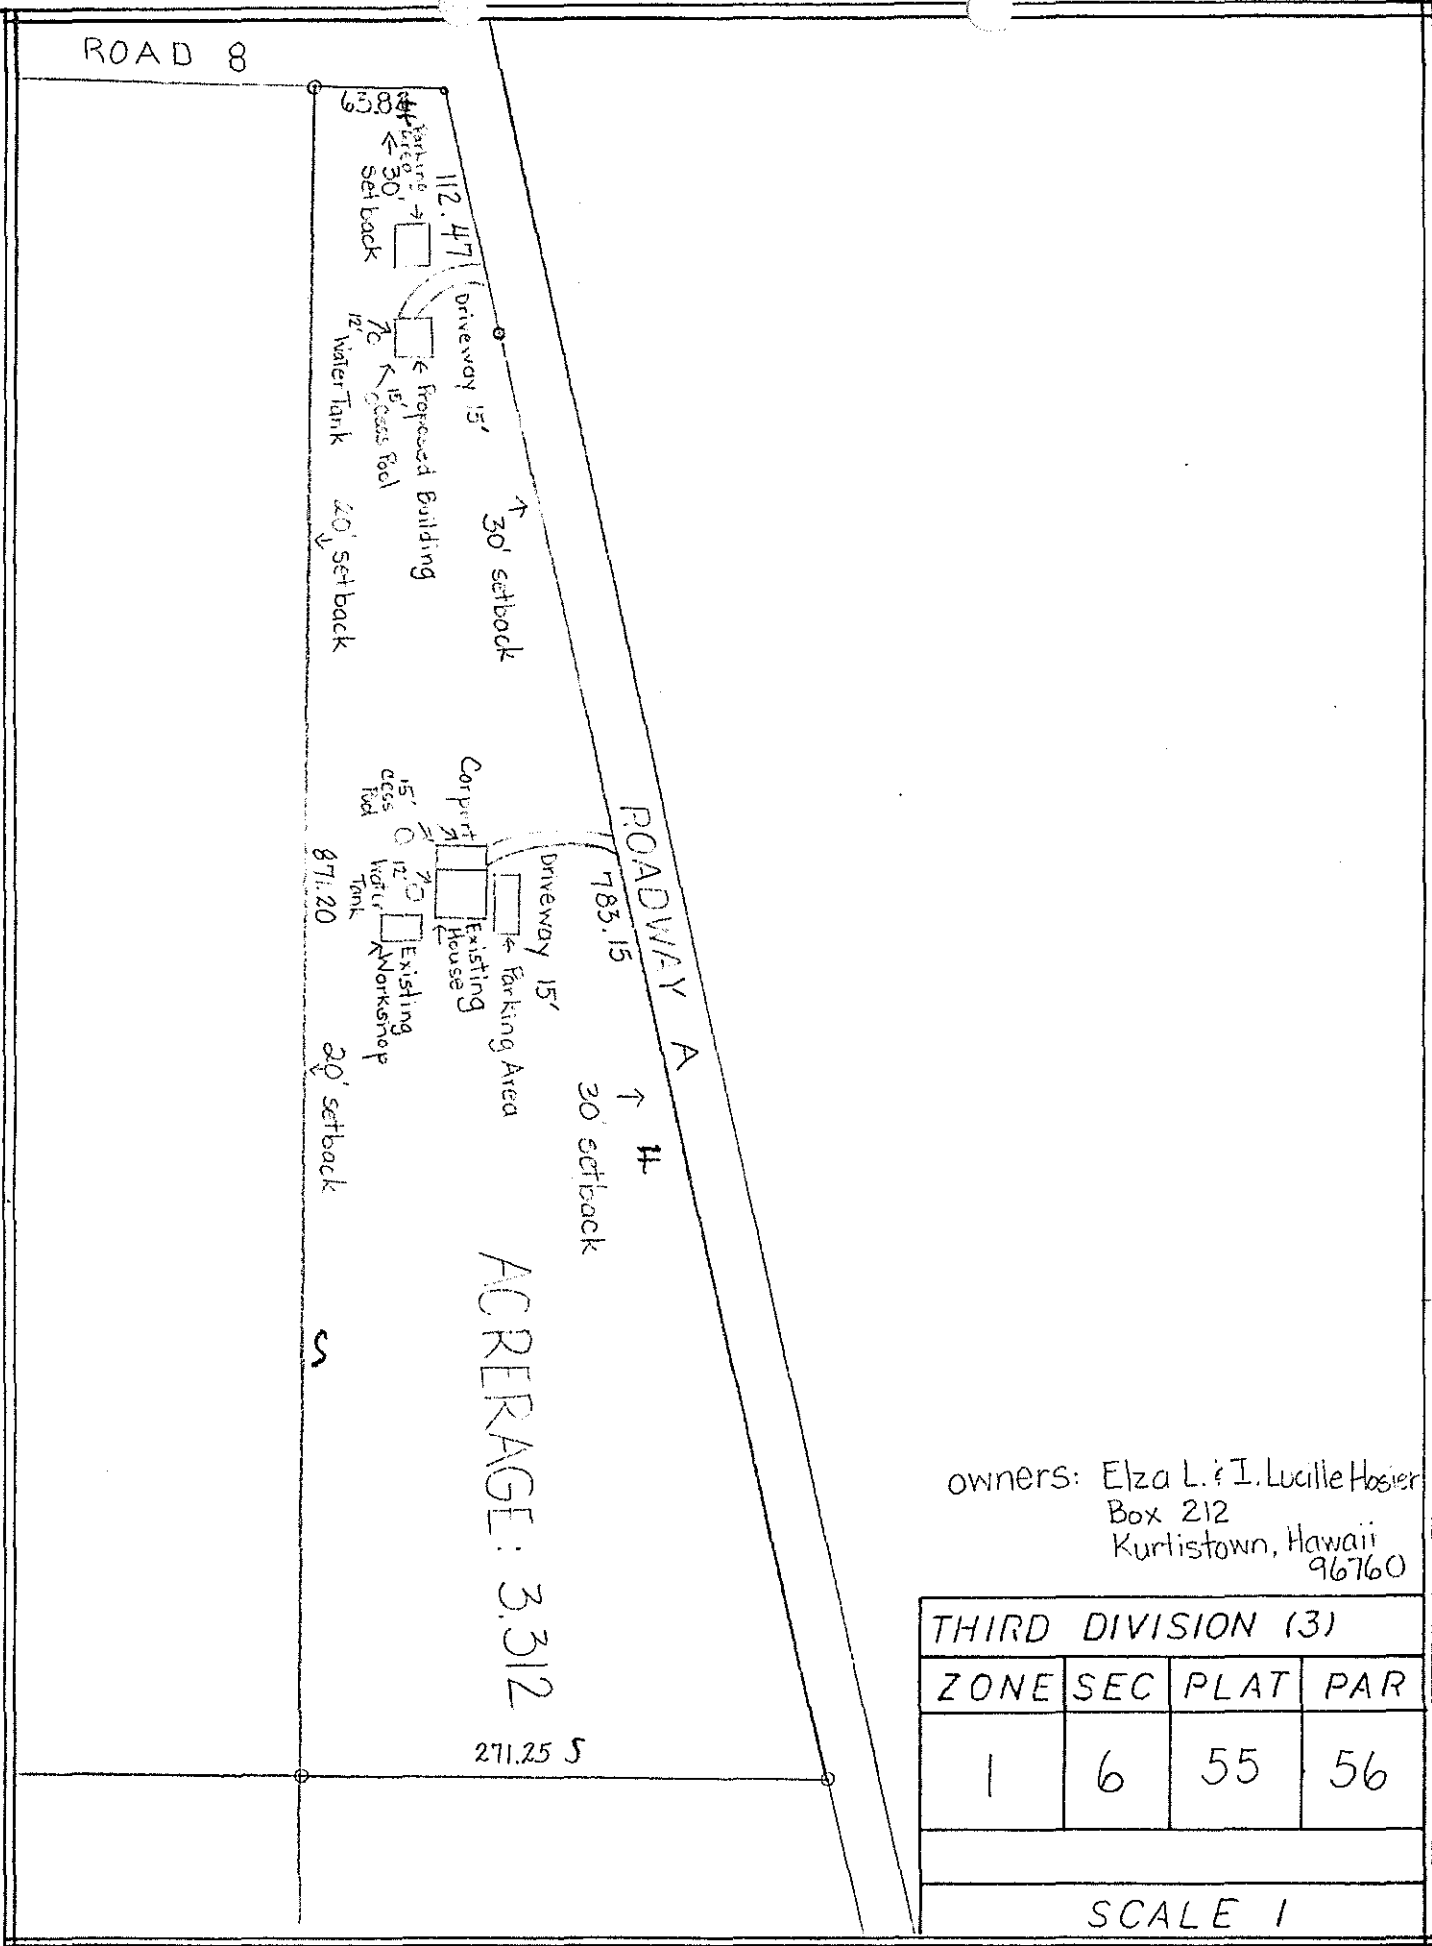 ROAD 8
63.82
Parking
Area
← 30'
setback
112.47
Driveway 15'
← Proposed Building
15'
Cess Pool
12'
Water Tank
20' setback
30' setback
ROADWAY A
783.15
Carport
15'
Cess
Pool
12'
Water
Tank
871.20
Driveway 15'
← Parking Area
Existing
House
Existing
Workshop
20' setback
30' setback
H
S
ACRERAGE: 3.312
271.25 S
owners: Elza L. & I. Lucille Hosier
Box 212
Kurtistown, Hawaii
96760
THIRD DIVISION (3)
ZONE SEC PLAT PAR
1 6 55 56
SCALE 1